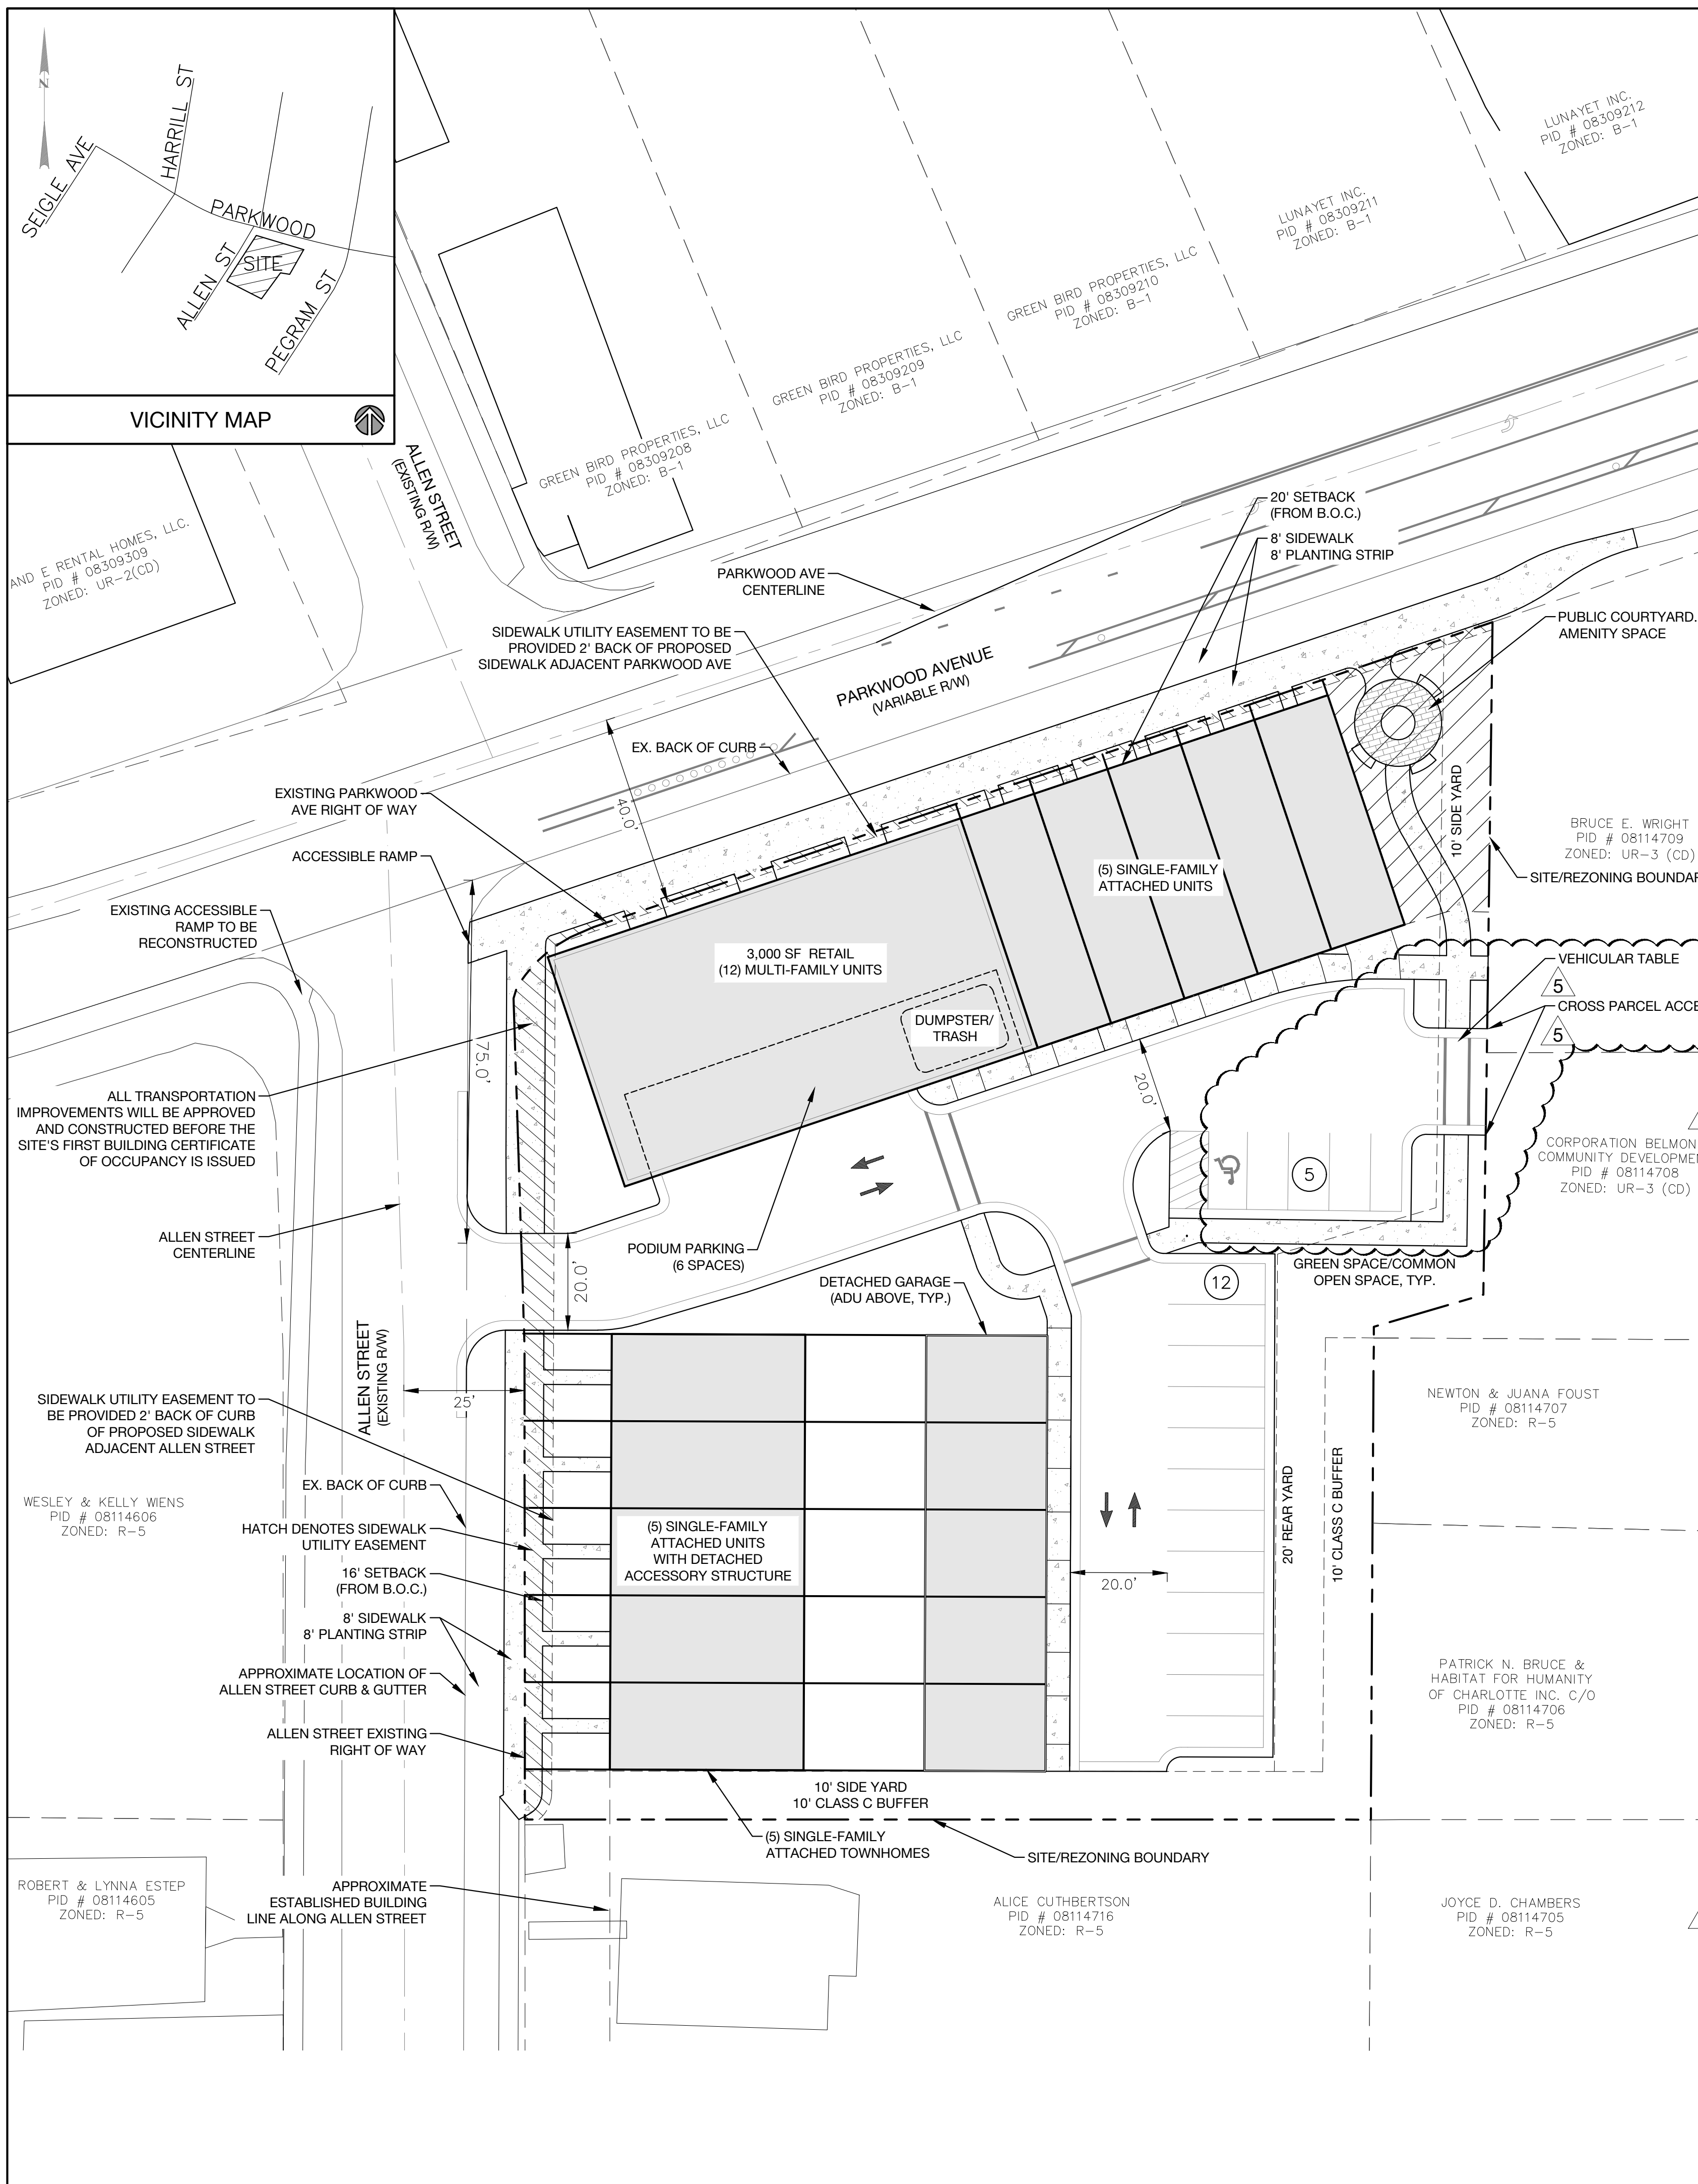 N
SEIGLE AVE
HARRILL ST
PARKWOOD
ALLEN ST
SITE
PEGRAM ST
VICINITY MAP
LUNAYET INC.
PID # 08309212
ZONED: B-1
LUNAYET INC.
PID # 08309211
ZONED: B-1
GREEN BIRD PROPERTIES, LLC
PID # 08309210
ZONED: B-1
GREEN BIRD PROPERTIES, LLC
PID # 08309209
ZONED: B-1
GREEN BIRD PROPERTIES, LLC
PID # 08309208
ZONED: B-1
ALLEN STREET
(EXISTING R/W)
AND E RENTAL HOMES, LLC.
PID # 08309309
ZONED: UR-2(CD)
20' SETBACK
(FROM B.O.C.)
8' SIDEWALK
8' PLANTING STRIP
PARKWOOD AVE
CENTERLINE
SIDEWALK UTILITY EASEMENT TO BE
PROVIDED 2' BACK OF PROPOSED
SIDEWALK ADJACENT PARKWOOD AVE
PARKWOOD AVENUE
(VARIABLE R/W)
PUBLIC COURTYARD.
AMENITY SPACE
EX. BACK OF CURB
40.0'
EXISTING PARKWOOD
AVE RIGHT OF WAY
ACCESSIBLE RAMP
EXISTING ACCESSIBLE
RAMP TO BE
RECONSTRUCTED
10' SIDE YARD
BRUCE E. WRIGHT
PID # 08114709
ZONED: UR-3 (CD)
(5) SINGLE-FAMILY
ATTACHED UNITS
3,000 SF RETAIL
(12) MULTI-FAMILY UNITS
DUMPSTER/
TRASH
VEHICULAR TABLE
5
5
75.0'
20.0'
ALL TRANSPORTATION
IMPROVEMENTS WILL BE APPROVED
AND CONSTRUCTED BEFORE THE
SITE'S FIRST BUILDING CERTIFICATE
OF OCCUPANCY IS ISSUED
CORPORATION BELMON
COMMUNITY DEVELOPMEN
PID # 08114708
ZONED: UR-3 (CD)
5
ALLEN STREET
CENTERLINE
PODIUM PARKING
(6 SPACES)
20.0'
DETACHED GARAGE
(ADU ABOVE, TYP.)
GREEN SPACE/COMMON
OPEN SPACE, TYP.
12
ALLEN STREET
(EXISTING R/W)
25'
SIDEWALK UTILITY EASEMENT TO
BE PROVIDED 2' BACK OF CURB
OF PROPOSED SIDEWALK
ADJACENT ALLEN STREET
NEWTON & JUANA FOUST
PID # 08114707
ZONED: R-5
20' REAR YARD
10' CLASS C BUFFER
EX. BACK OF CURB
WESLEY & KELLY WIENS
PID # 08114606
ZONED: R-5
HATCH DENOTES SIDEWALK
UTILITY EASEMENT
(5) SINGLE-FAMILY
ATTACHED UNITS
WITH DETACHED
ACCESSORY STRUCTURE
20.0'
16' SETBACK
(FROM B.O.C.)
8' SIDEWALK
8' PLANTING STRIP
APPROXIMATE LOCATION OF
ALLEN STREET CURB & GUTTER
PATRICK N. BRUCE &
HABITAT FOR HUMANITY
OF CHARLOTTE INC. C/O
PID # 08114706
ZONED: R-5
ALLEN STREET EXISTING
RIGHT OF WAY
10' SIDE YARD
10' CLASS C BUFFER
(5) SINGLE-FAMILY
ATTACHED TOWNHOMES
SITE/REZONING BOUNDARY
ROBERT & LYNNA ESTEP
PID # 08114605
ZONED: R-5
APPROXIMATE
ESTABLISHED BUILDING
LINE ALONG ALLEN STREET
ALICE CUTHBERTSON
PID # 08114716
ZONED: R-5
JOYCE D. CHAMBERS
PID # 08114705
ZONED: R-5
SITE/REZONING BOUNDAR
CROSS PARCEL ACCE